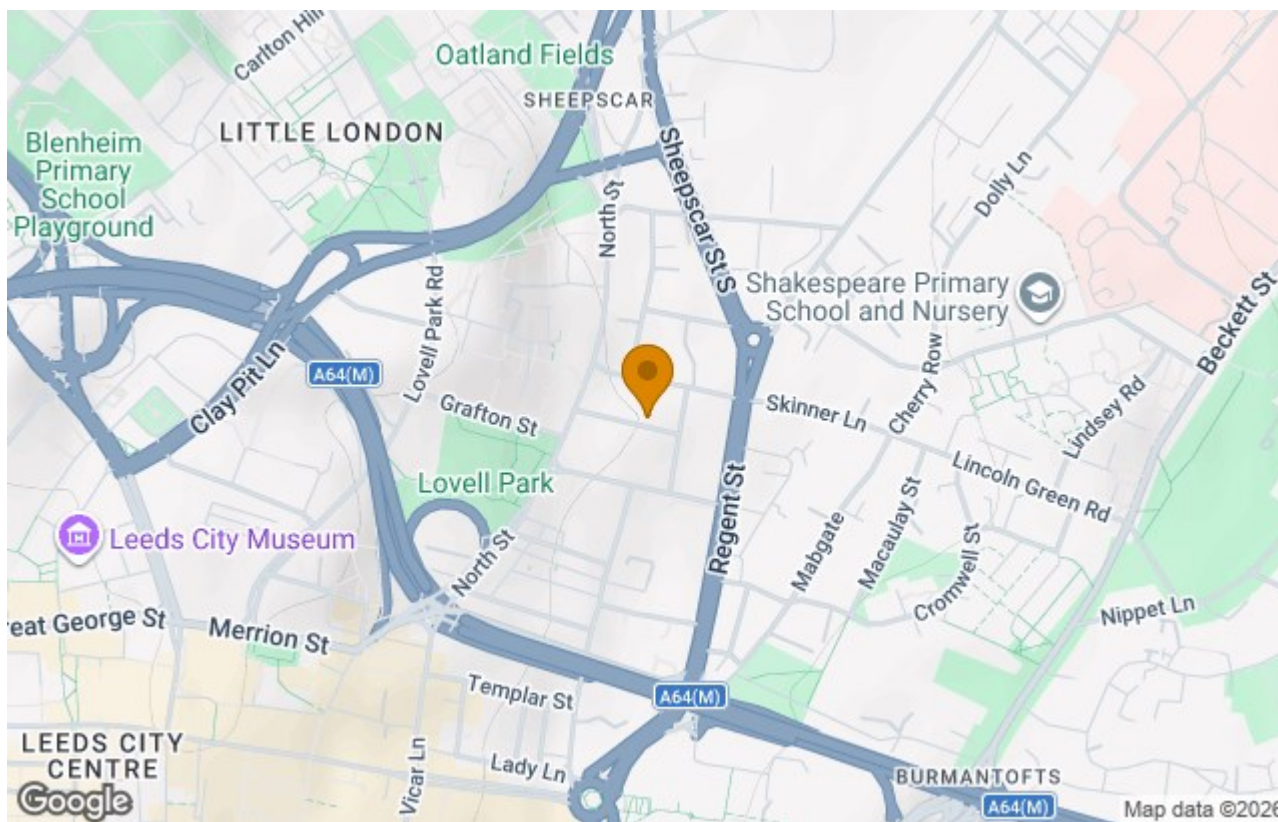 Carlton Hill
Oatland Fields
SHEEPSCAR
LITTLE LONDON
Blenheim
Primary
School
Playground
Sheepscar St S
Dolly Ln
North St
Lovell Park Rd
Shakespeare Primary
School and Nursery
Beckett St
A64(M)
Clay Pit Ln
Grafton St
Skinner Ln
Cherry Row
Lindsey Rd
Lovell Park
Lincoln Green Rd
Leeds City Museum
North St
Regent St
Mabgate
Macaulay St
Cromwell St
Nippet Ln
reat George St
Merrion St
Templar St
A64(M)
LEEDS CITY
CENTRE
Vicar Ln
Lady Ln
BURMANTOFTS
A64(M)
Google
Map data ©2026